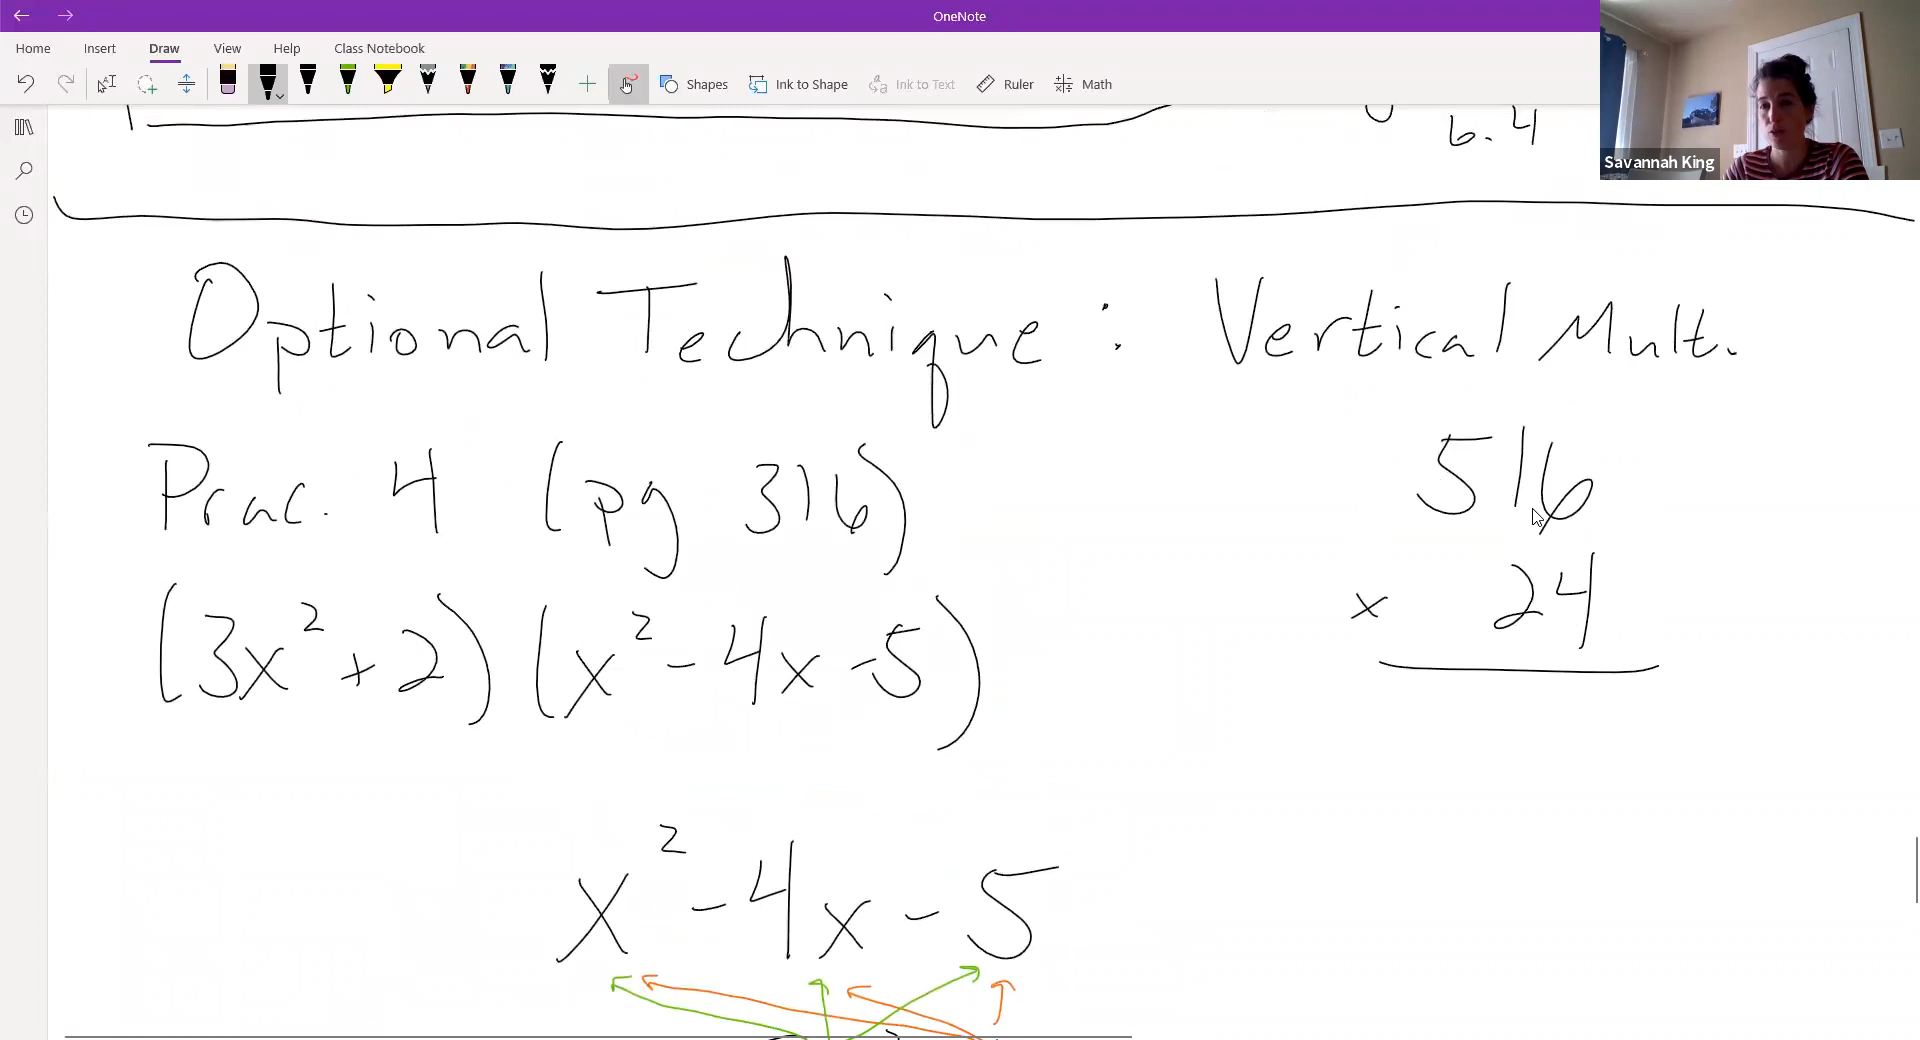 OneNote
Home Insert Draw View Help Class Notebook
Shapes Ink to Shape Ink to Text Ruler Math
6.4
Savannah King
Optional Technique: Vertical Mult.
Prac. 4 (pg 316)
516
x 24
(3x² + 2)(x² - 4x - 5)
x² - 4x - 5